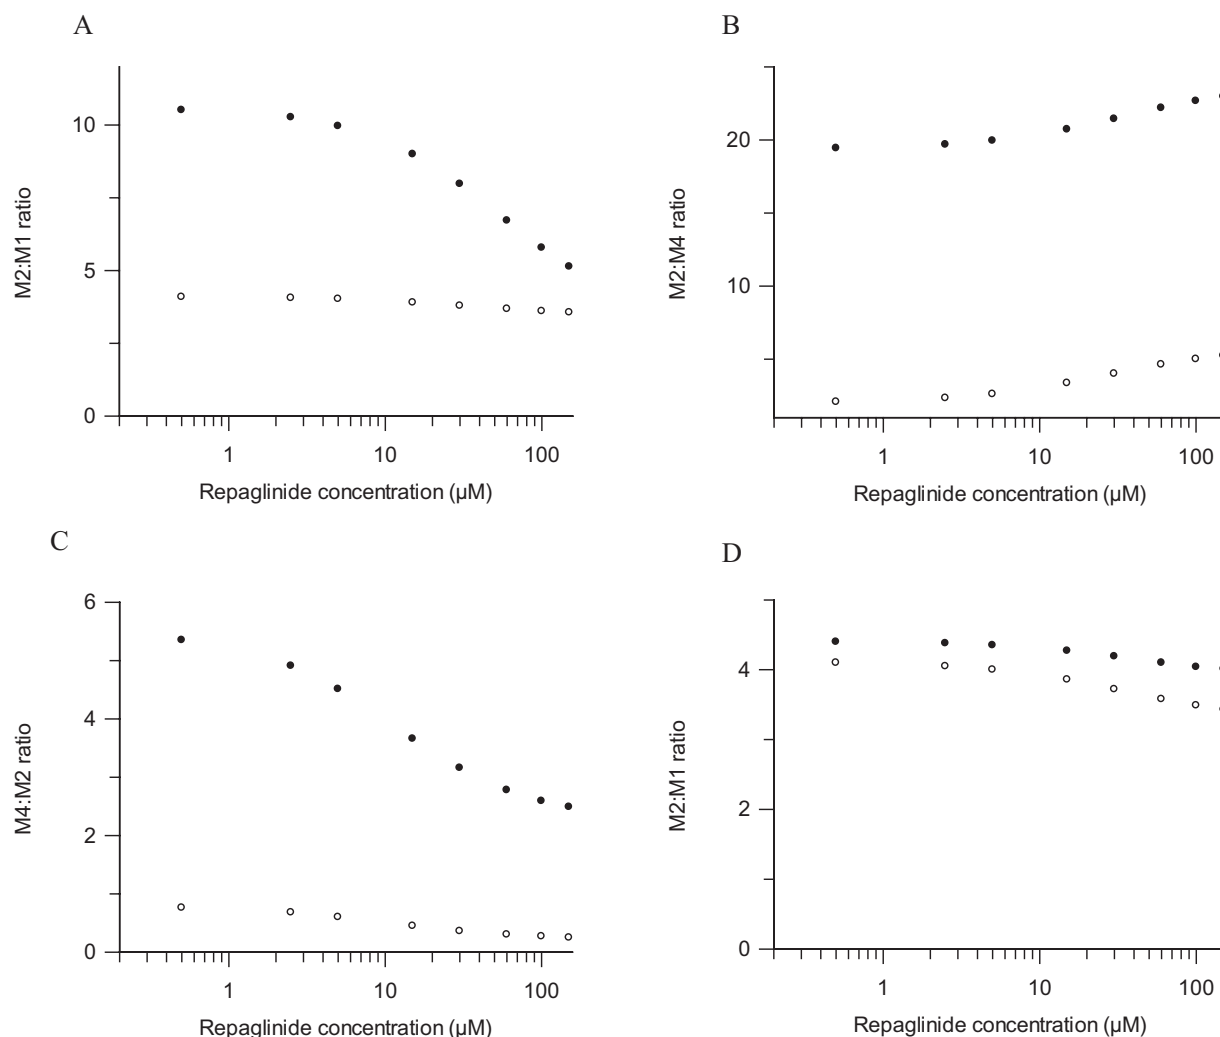 A
M2:M1 ratio
10
5
0
1 10 100
Repaglinide concentration (µM)
B
M2:M4 ratio
20
10
1 10 100
Repaglinide concentration (µM)
C
M4:M2 ratio
6
4
2
0
1 10 100
Repaglinide concentration (µM)
D
M2:M1 ratio
4
2
0
1 10 100
Repaglinide concentration (µM)